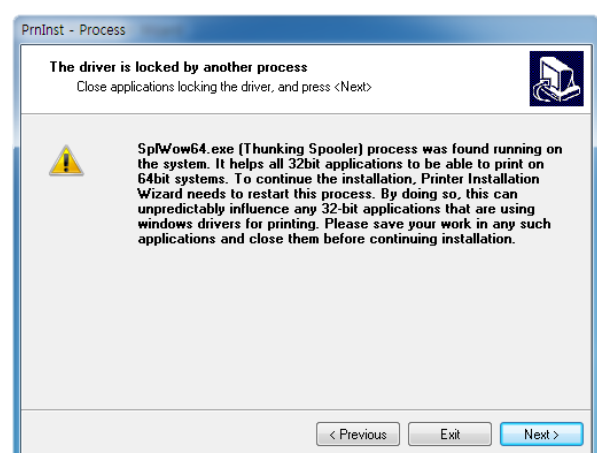 PrnInst - Process
The driver is locked by another process
Close applications locking the driver, and press <Next>
SplWow64.exe (Thunking Spooler) process was found running on
the system. It helps all 32bit applications to be able to print on
64bit systems. To continue the installation, Printer Installation
Wizard needs to restart this process. By doing so, this can
unpredictably influence any 32-bit applications that are using
windows drivers for printing. Please save your work in any such
applications and close them before continuing installation.
< Previous
Exit
Next >